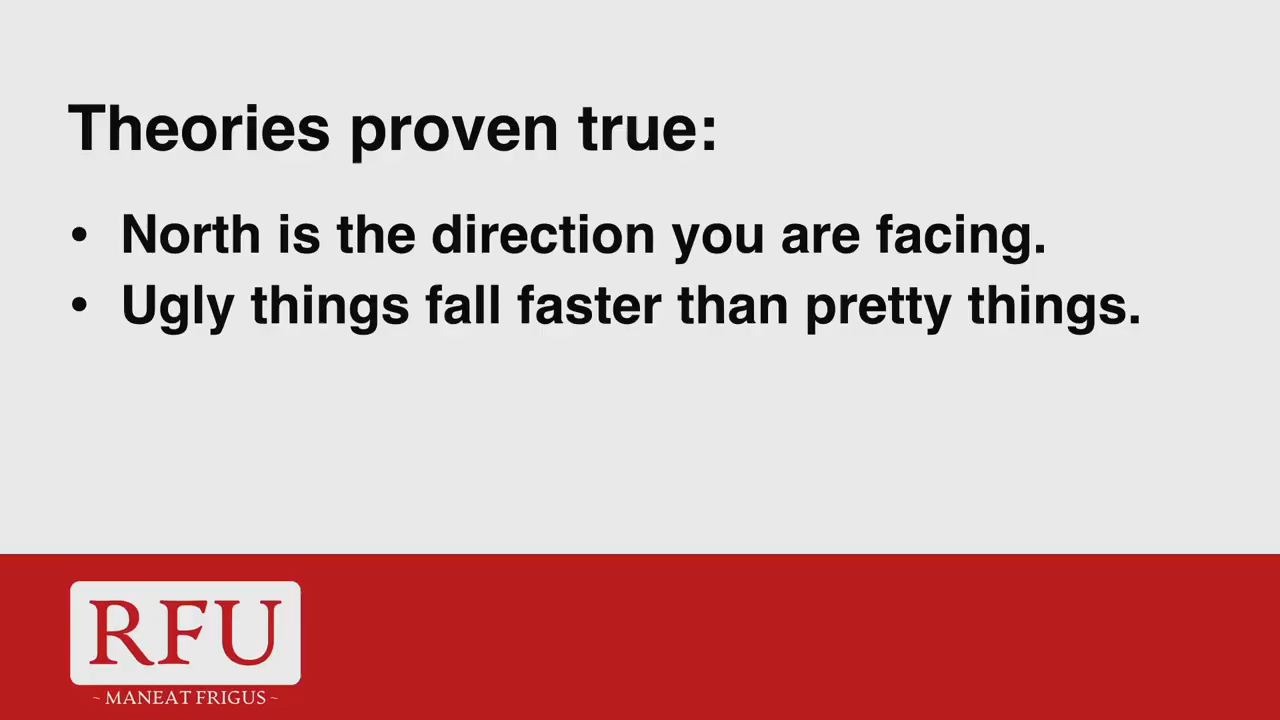 Theories proven true:
• North is the direction you are facing.
• Ugly things fall faster than pretty things.
RFU
~ MANEAT FRIGUS ~